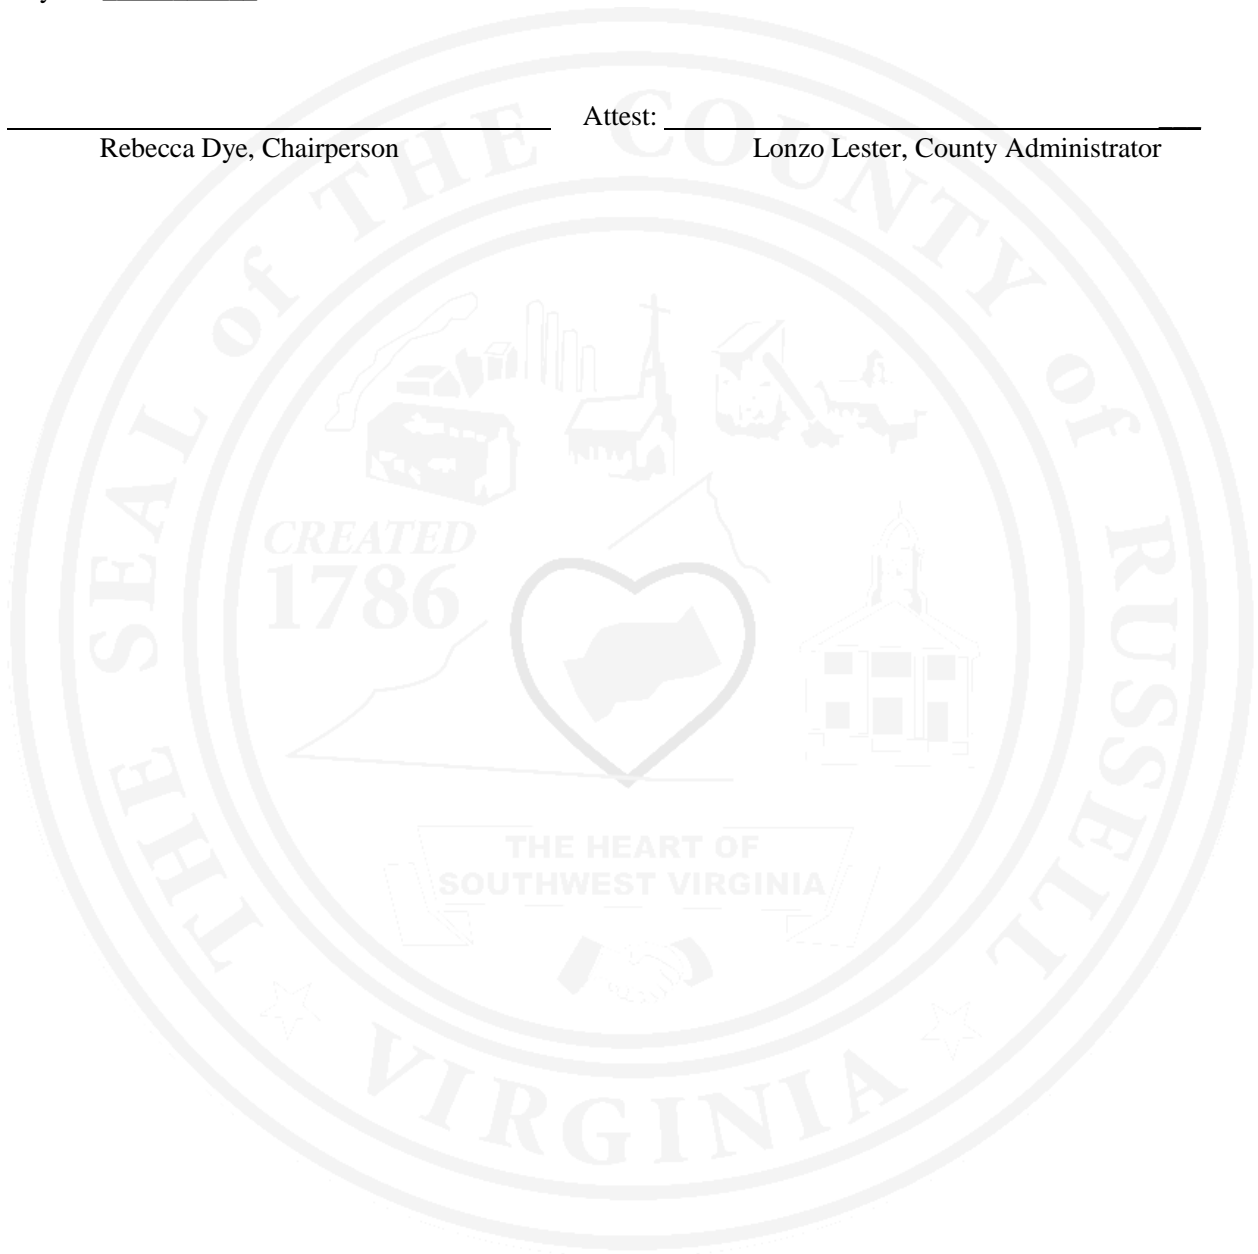 Attest:
Rebecca Dye, Chairperson Lonzo Lester, County Administrator
THE SEAL of THE COUNTY of RUSSELL
VIRGINIA
CREATED
1786
THE HEART OF
SOUTHWEST VIRGINIA